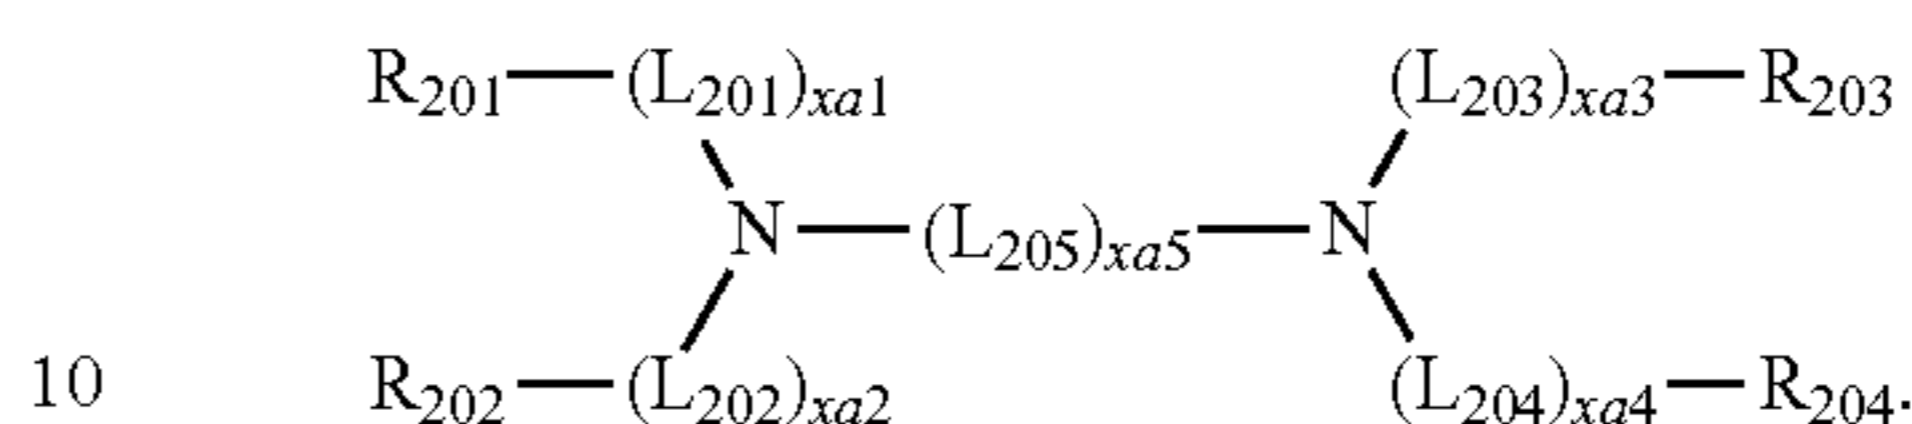 R₂₀₁—(L₂₀₁)ₓₐ₁ (L₂₀₃)ₓₐ₃—R₂₀₃
N—(L₂₀₅)ₓₐ₅—N
10 R₂₀₂—(L₂₀₂)ₓₐ₂ (L₂₀₄)ₓₐ₄—R₂₀₄.